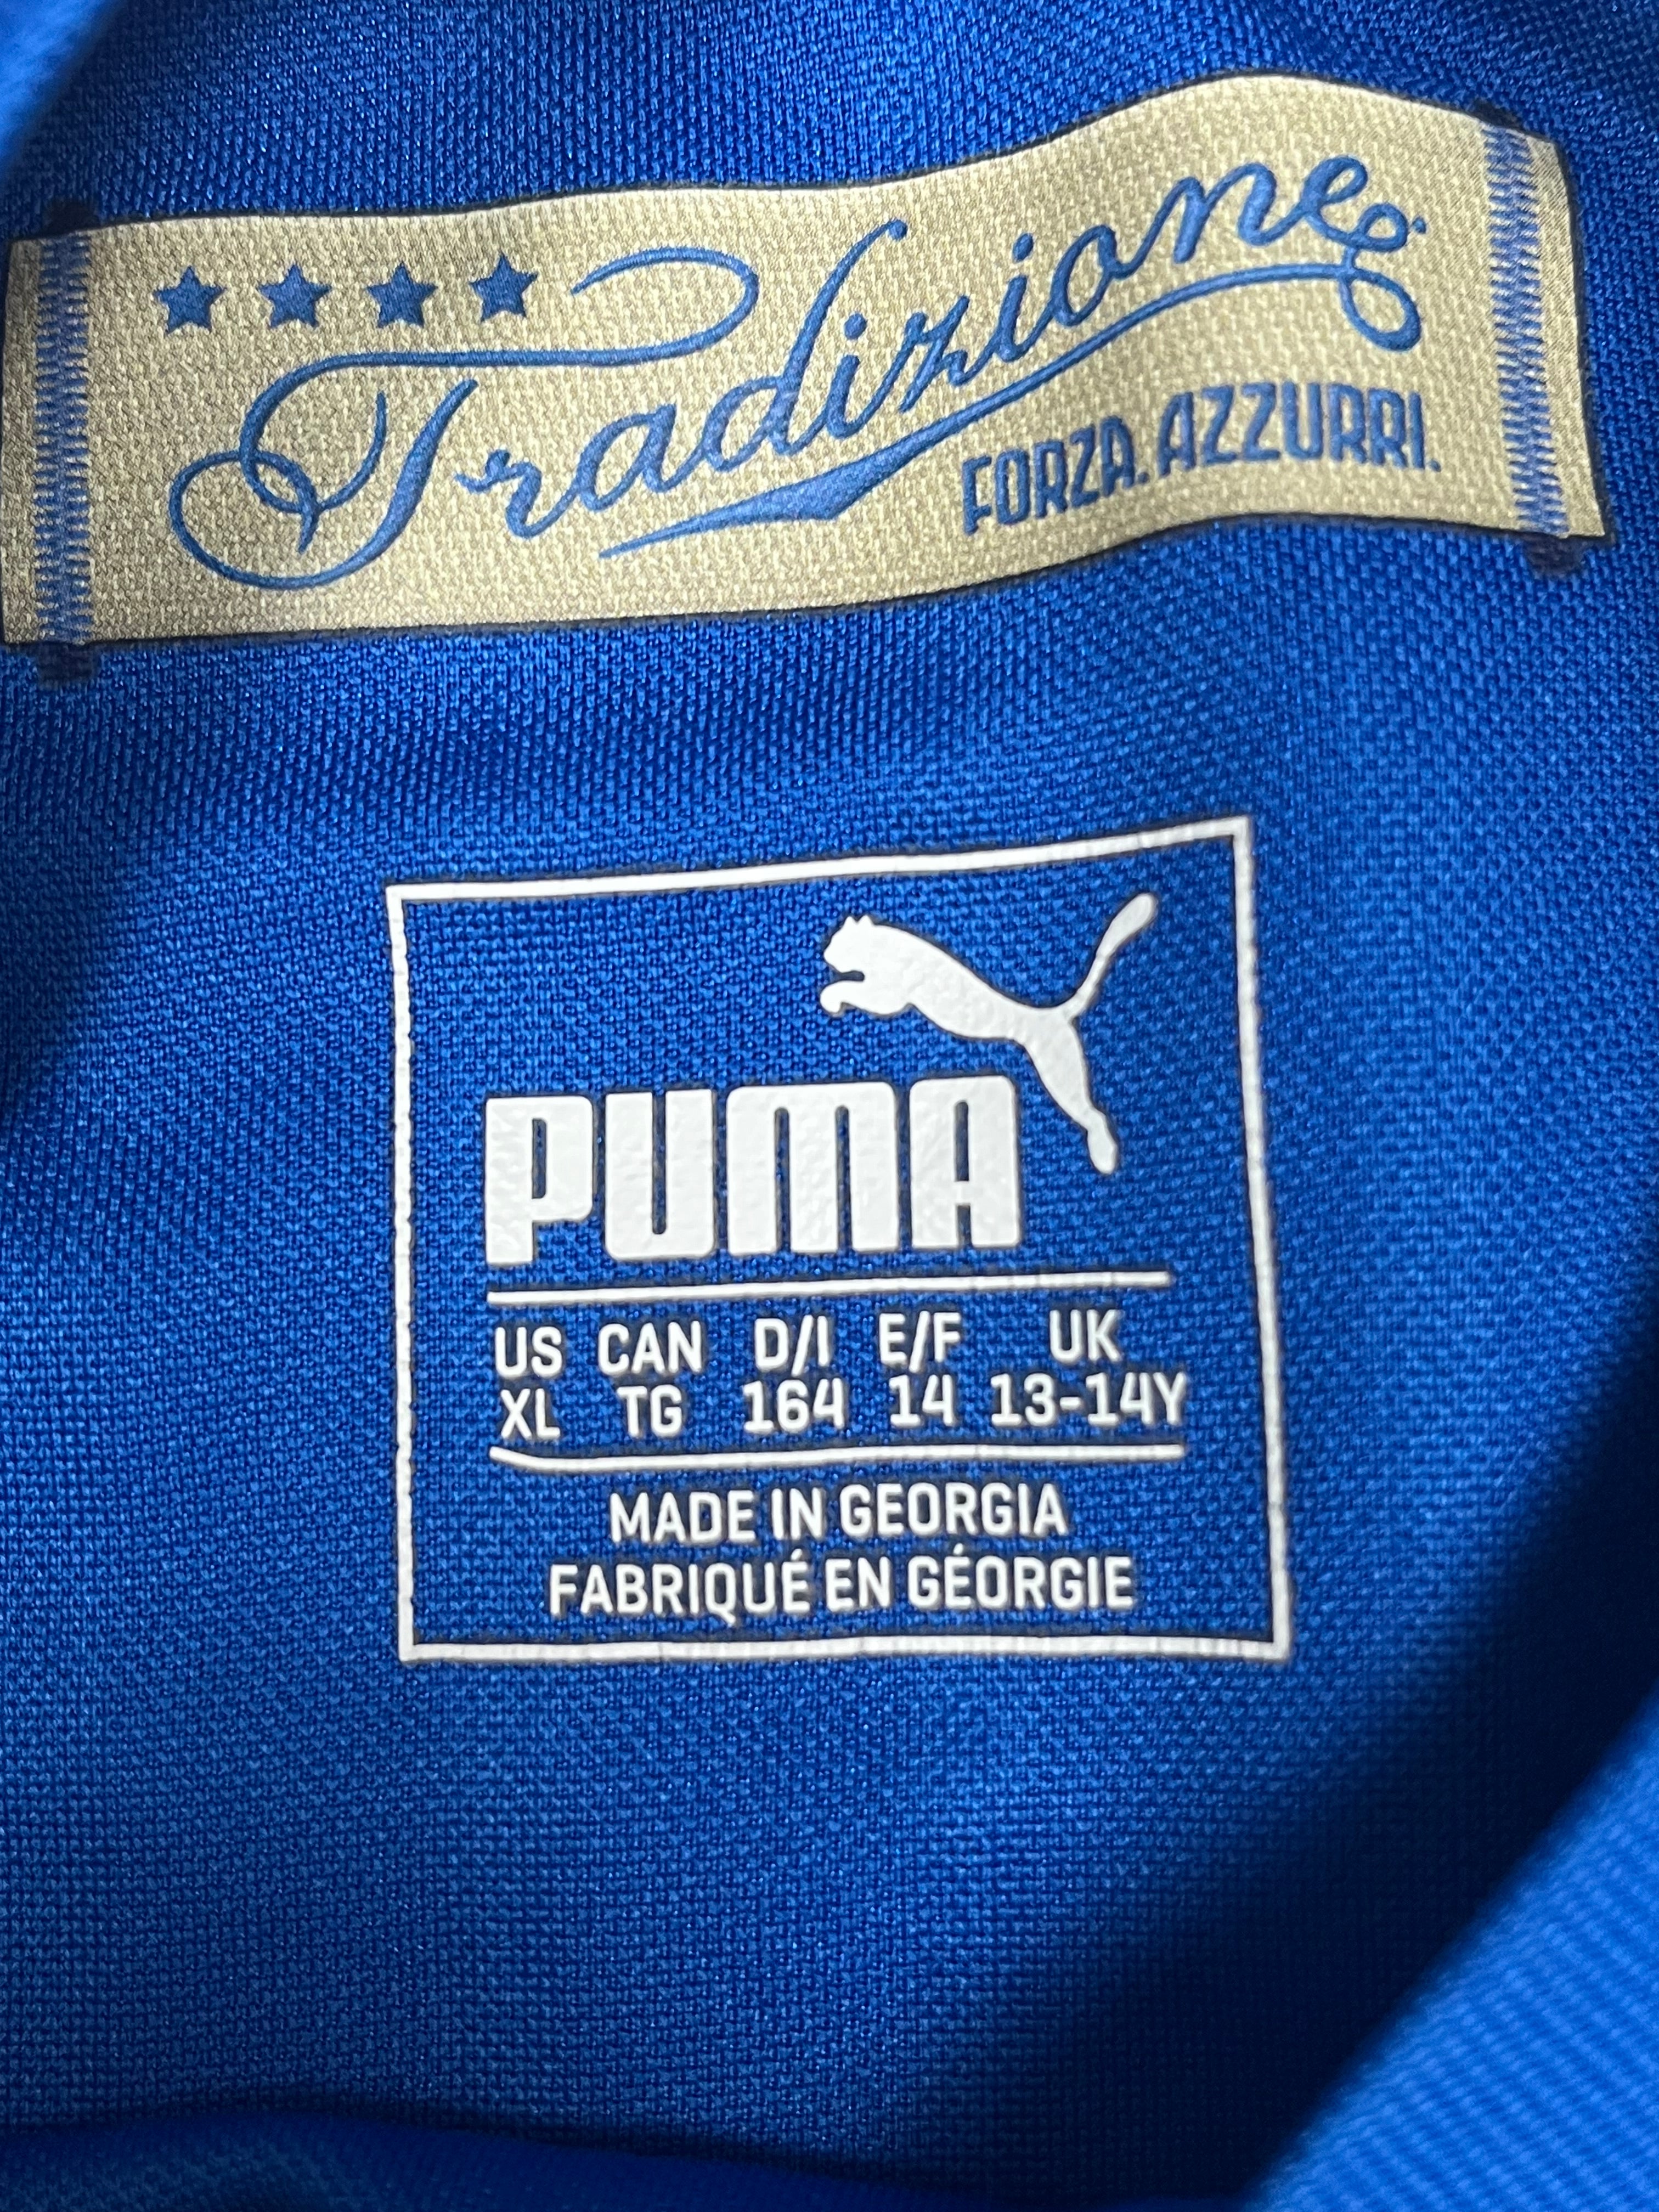 Tradizione
FORZA. AZZURRI.
PUMA
US CAN D/I E/F UK
XL TG 164 14 13-14Y
MADE IN GEORGIA
FABRIQUÉ EN GÉORGIE